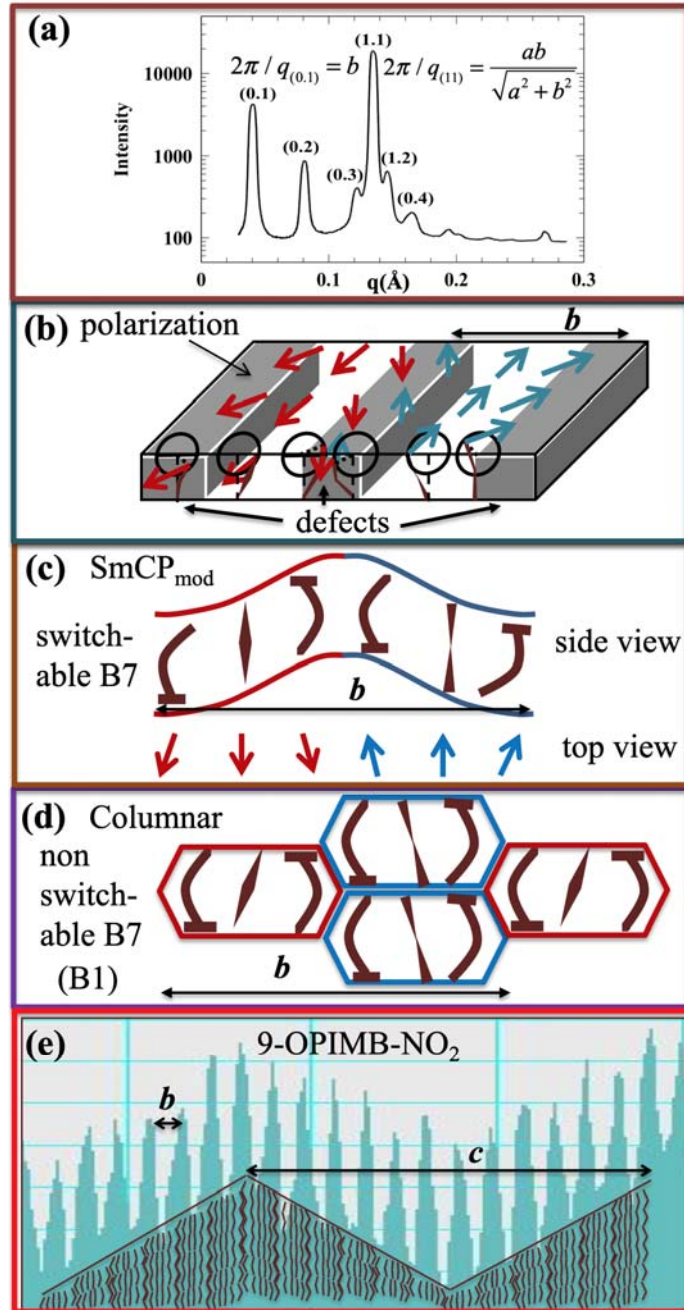 (a)
(1.1)
2π / q(0.1) = b   2π / q(11) = ab / √(a² + b²)
10000
(0.1)
Intensity
(0.2)
(1.2)
1000
(0.3)
(0.4)
100
0 0.1 0.2 0.3
q(Å)
(b)
polarization
b
defects
(c) SmCPmod
switch-
able B7
side view
b
top view
(d) Columnar
non
switch-
able B7
(B1)
b
(e) 9-OPIMB-NO₂
b
c